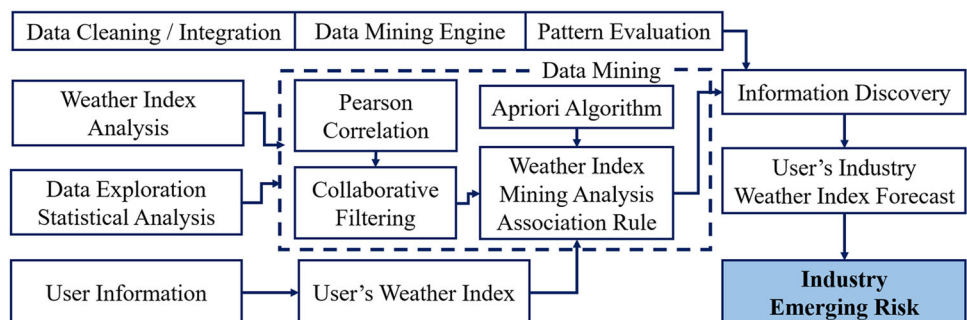 Data Cleaning / Integration
Data Mining Engine
Pattern Evaluation
Data Mining
Weather Index
Analysis
Data Exploration
Statistical Analysis
Pearson
Correlation
Collaborative
Filtering
Apriori Algorithm
Weather Index
Mining Analysis
Association Rule
Information Discovery
User's Industry
Weather Index Forecast
User Information
User's Weather Index
Industry
Emerging Risk